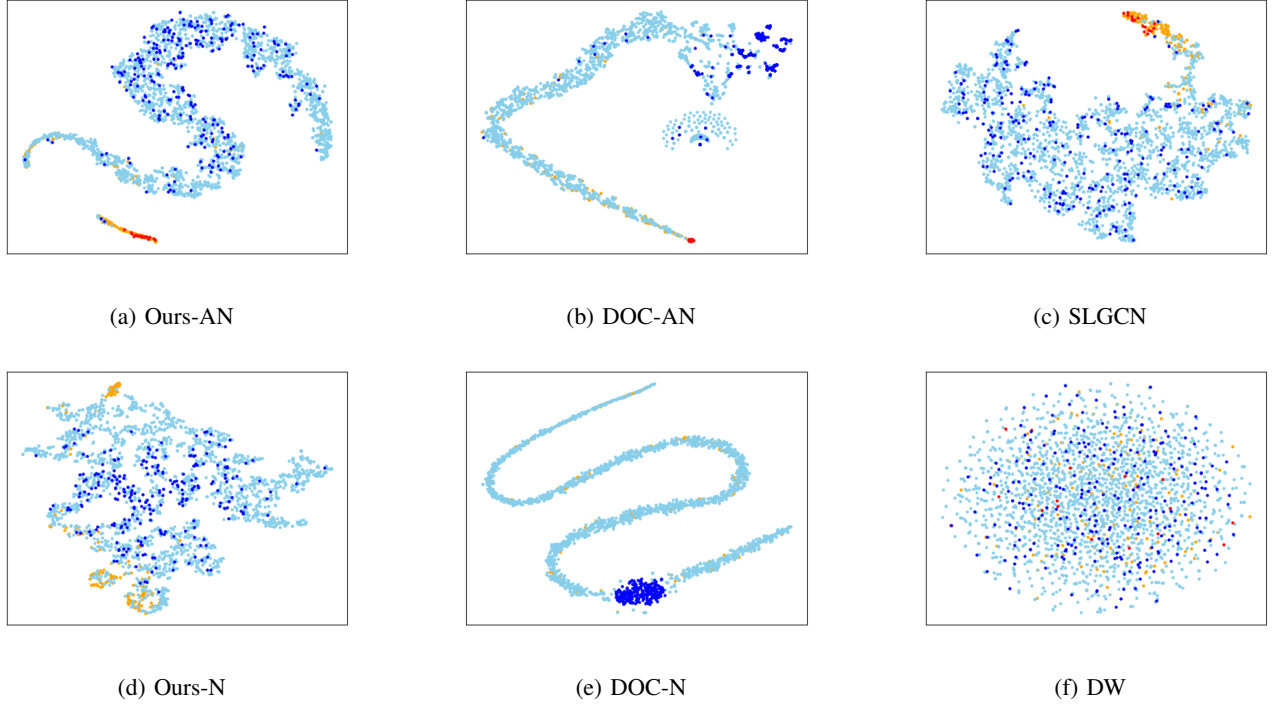 (a) Ours-AN
(b) DOC-AN
(c) SLGCN
(d) Ours-N
(e) DOC-N
(f) DW